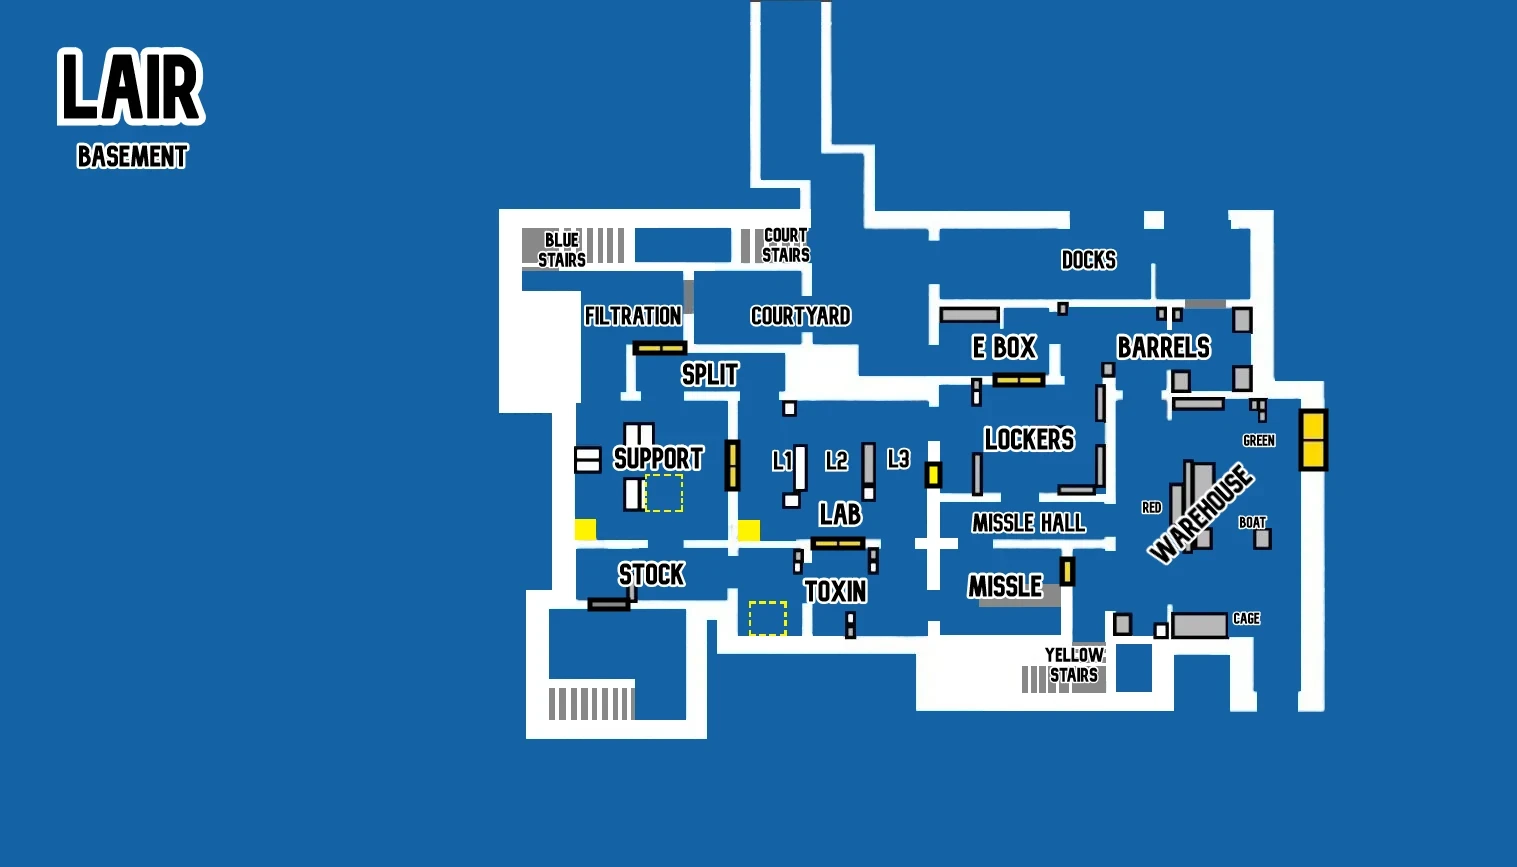 LAIR
BASEMENT
BLUE
STAIRS
COURT
STAIRS
DOCKS
FILTRATION
COURTYARD
E BOX
BARRELS
SPLIT
LOCKERS
GREEN
SUPPORT
L1
L2
L3
LAB
MISSLE HALL
RED
WAREHOUSE
BOAT
STOCK
TOXIN
MISSLE
CAGE
YELLOW
STAIRS